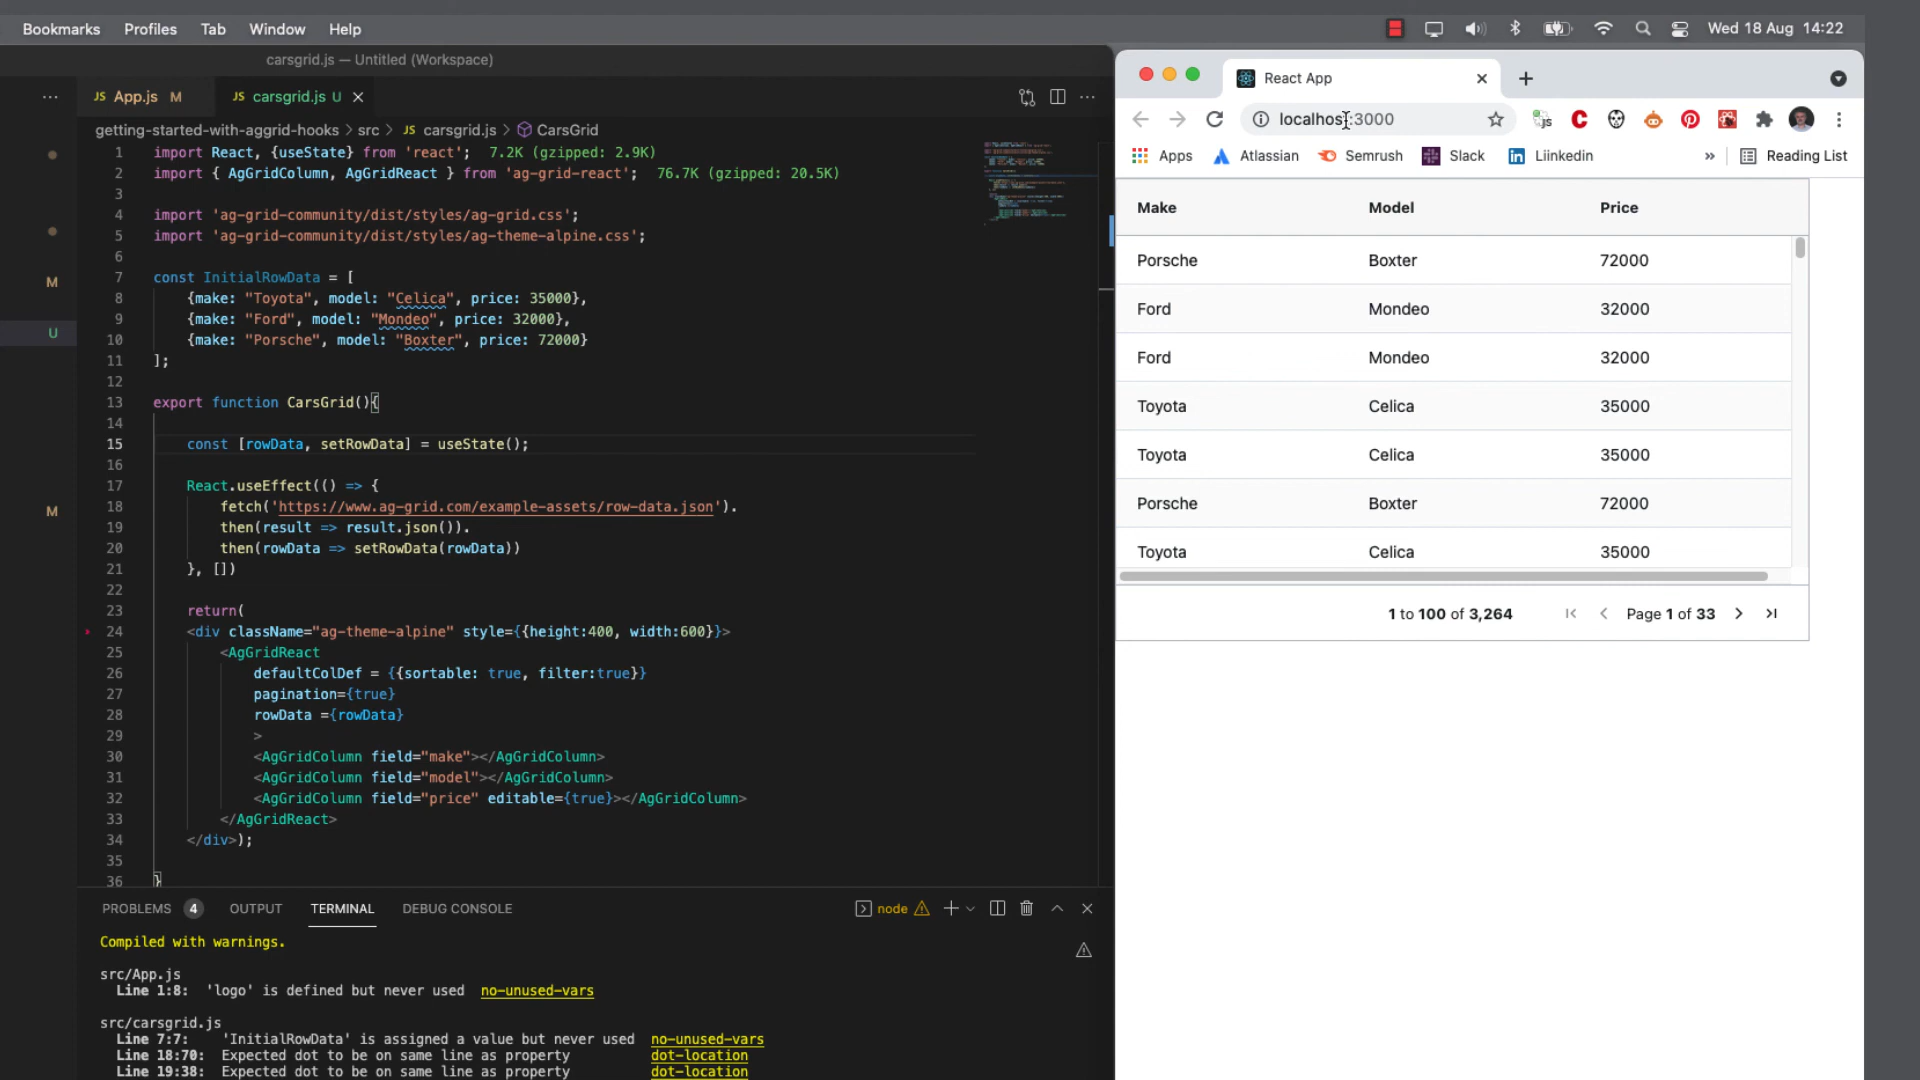 Bookmarks Profiles Tab Window Help
Wed 18 Aug 14:22
carsgrid.js — Untitled (Workspace)
JS App.js M JS carsgrid.js U
getting-started-with-aggrid-hooks > src > JS carsgrid.js > CarsGrid
M
U
M
1 import React, {useState} from 'react'; 7.2K (gzipped: 2.9K)
2 import { AgGridColumn, AgGridReact } from 'ag-grid-react'; 76.7K (gzipped: 20.5K)
3
4 import 'ag-grid-community/dist/styles/ag-grid.css';
5 import 'ag-grid-community/dist/styles/ag-theme-alpine.css';
6
7 const InitialRowData = [
8 {make: "Toyota", model: "Celica", price: 35000},
9 {make: "Ford", model: "Mondeo", price: 32000},
10 {make: "Porsche", model: "Boxter", price: 72000}
11 ];
12
13 export function CarsGrid(){
14
15 const [rowData, setRowData] = useState();
16
17 React.useEffect(() => {
18 fetch('https://www.ag-grid.com/example-assets/row-data.json').
19 then(result => result.json()).
20 then(rowData => setRowData(rowData))
21 }, [])
22
23 return(
24 <div className="ag-theme-alpine" style={{height:400, width:600}}>
25 <AgGridReact
26 defaultColDef = {{sortable: true, filter:true}}
27 pagination={true}
28 rowData ={rowData}
29 >
30 <AgGridColumn field="make"></AgGridColumn>
31 <AgGridColumn field="model"></AgGridColumn>
32 <AgGridColumn field="price" editable={true}></AgGridColumn>
33 </AgGridReact>
34 </div>);
35
36 }
PROBLEMS 4 OUTPUT TERMINAL DEBUG CONSOLE
node
Compiled with warnings.
src/App.js
Line 1:8: 'logo' is defined but never used no-unused-vars
src/carsgrid.js
Line 7:7: 'InitialRowData' is assigned a value but never used no-unused-vars
Line 18:70: Expected dot to be on same line as property dot-location
Line 19:38: Expected dot to be on same line as property dot-location
React App
localhost:3000
Apps Atlassian Semrush Slack Liinkedin » Reading List
Make Model Price
Porsche Boxter 72000
Ford Mondeo 32000
Ford Mondeo 32000
Toyota Celica 35000
Toyota Celica 35000
Porsche Boxter 72000
Toyota Celica 35000
1 to 100 of 3,264 Page 1 of 33